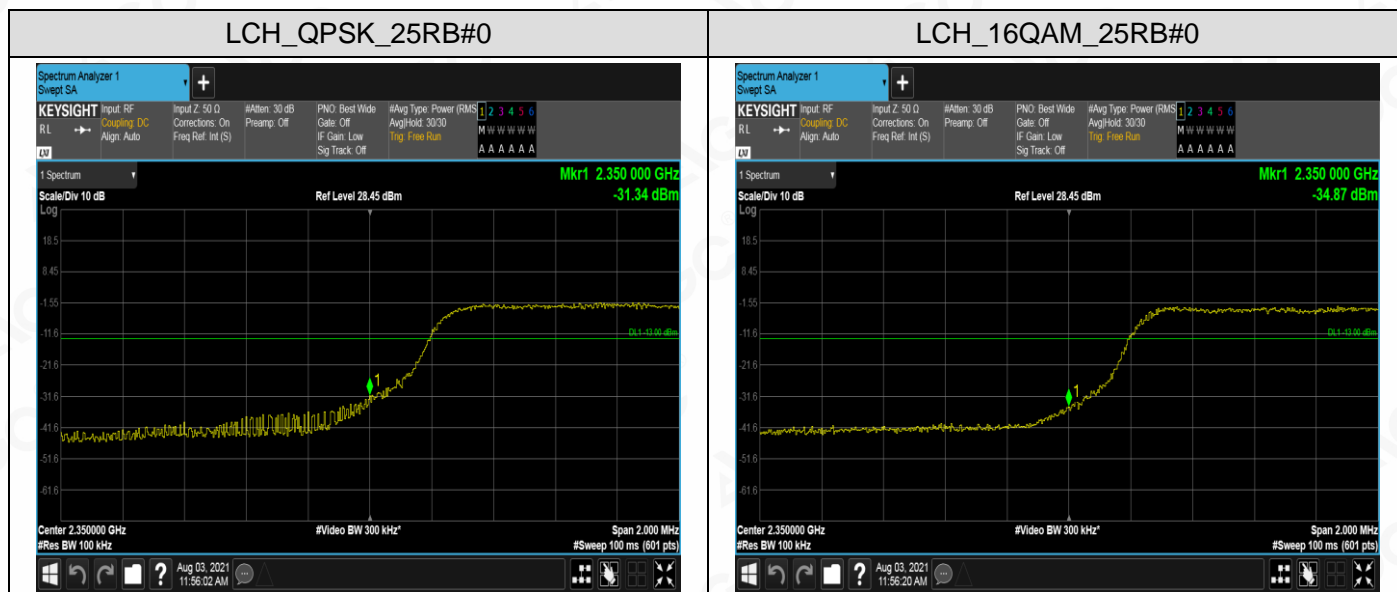 LCH_QPSK_25RB#0
Spectrum Analyzer 1
Swept SA
+
KEYSIGHT Input: RF Input Z: 50 Ω #Atten: 30 dB PNO: Best Wide #Avg Type: Power (RMS 1 2 3 4 5 6
RL Coupling: DC Corrections: On Preamp: Off Gate: Off Avg|Hold: 30/30 M W W W W W
Align: Auto Freq Ref: Int (S) IF Gain: Low Trig: Free Run
Sig Track: Off A A A A A A
LXI
1 Spectrum Mkr1 2.350 000 GHz
Scale/Div 10 dB Ref Level 28.45 dBm -31.34 dBm
Log
18.5
8.45
-1.55
-11.6 DL1 -13.00 dBm
-21.6
1
-31.6
-41.6
-51.6
-61.6
Center 2.350000 GHz #Video BW 300 kHz* Span 2.000 MHz
#Res BW 100 kHz #Sweep 100 ms (601 pts)
? Aug 03, 2021
11:56:02 AM
LCH_16QAM_25RB#0
Spectrum Analyzer 1
Swept SA
+
KEYSIGHT Input: RF Input Z: 50 Ω #Atten: 30 dB PNO: Best Wide #Avg Type: Power (RMS 1 2 3 4 5 6
RL Coupling: DC Corrections: On Preamp: Off Gate: Off Avg|Hold: 30/30 M W W W W W
Align: Auto Freq Ref: Int (S) IF Gain: Low Trig: Free Run
Sig Track: Off A A A A A A
LXI
1 Spectrum Mkr1 2.350 000 GHz
Scale/Div 10 dB Ref Level 28.45 dBm -34.87 dBm
Log
18.5
8.45
-1.55
-11.6 DL1 -13.00 dBm
-21.6
1
-31.6
-41.6
-51.6
-61.6
Center 2.350000 GHz #Video BW 300 kHz* Span 2.000 MHz
#Res BW 100 kHz #Sweep 100 ms (601 pts)
? Aug 03, 2021
11:56:20 AM